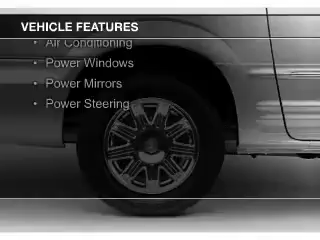 VEHICLE FEATURES
• Air Conditioning
• Power Windows
• Power Mirrors
• Power Steering